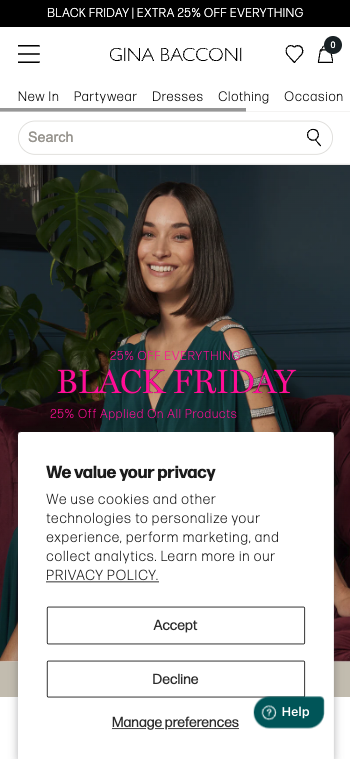 BLACK FRIDAY | EXTRA 25% OFF EVERYTHING
GINA BACCONI
0
New In Partywear Dresses Clothing Occasion
Search
25% OFF EVERYTHING
BLACK FRIDAY
25% Off Applied On All Products
We value your privacy
We use cookies and other
technologies to personalize your
experience, perform marketing, and
collect analytics. Learn more in our
PRIVACY POLICY.
Accept
Decline
Manage preferences
Help